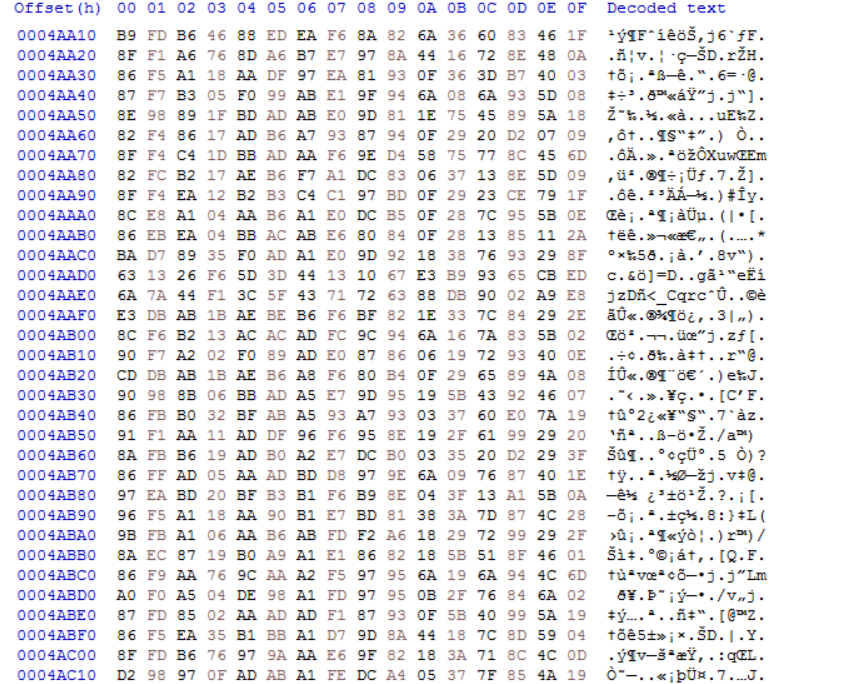 Offset(h) 00 01 02 03 04 05 06 07 08 09 0A 0B 0C 0D 0E 0F Decoded text
0004AA10 B9 FD B6 46 88 ED EA F6 8A 82 6A 36 60 83 46 1F ¹ý¶FˆíêöŠ‚j6`ƒF.
0004AA20 8F F1 A6 76 8D A6 B7 E7 97 8A 44 16 72 8E 48 0A .ñ¦v.¦·ç—ŠD.rŽH.
0004AA30 86 F5 A1 18 AA DF 97 EA 81 93 0F 36 3D B7 40 03 †õ¡.ªß—ê.“.6=·@.
0004AA40 87 F7 B3 05 F0 99 AB E1 9F 94 6A 08 6A 93 5D 08 ‡÷³.ð™«áŸ”j.j“].
0004AA50 8E 98 89 1F BD AD AB E0 9D 81 1E 75 45 89 5A 18 Ž˜‰.½.«à...uE‰Z.
0004AA60 82 F4 86 17 AD B6 A7 93 87 94 0F 29 20 D2 07 09 ‚ô†..¶§“‡”.) Ò..
0004AA70 8F F4 C4 1D BB AD AA F6 9E D4 58 75 77 8C 45 6D .ôÄ.».ªöžÔXuwŒEm
0004AA80 82 FC B2 17 AE B6 F7 A1 DC 83 06 37 13 8E 5D 09 ‚ü².®¶÷¡Üƒ.7.Ž].
0004AA90 8F F4 EA 12 B2 B3 C4 C1 97 BD 0F 29 23 CE 79 1F .ôê.²³ÄÁ—½.)#Îy.
0004AAA0 8C E8 A1 04 AA B6 A1 E0 DC B5 0F 28 7C 95 5B 0E Œè¡.ª¶¡àÜµ.(|•[.
0004AAB0 86 EB EA 04 BB AC AB E6 80 84 0F 28 13 85 11 2A †ëê.»¬«æ€„.(.….*
0004AAC0 BA D7 89 35 F0 AD A1 E0 9D 92 18 38 76 93 29 8F º×‰5ð.¡à.’.8v“).
0004AAD0 63 13 26 F6 5D 3D 44 13 10 67 E3 B9 93 65 CB ED c.&ö]=D..gã¹“eËí
0004AAE0 6A 7A 44 F1 3C 5F 43 71 72 63 88 DB 90 02 A9 E8 jzDñ<_CqrcˆÛ..©è
0004AAF0 E3 DB AB 1B AE BE B6 F6 BF 82 1E 33 7C 84 29 2E ãÛ«.®¾¶ö¿‚.3|„).
0004AB00 8C F6 B2 13 AC AC AD FC 9C 94 6A 16 7A 83 5B 02 Œö².¬¬.üœ”j.zƒ[.
0004AB10 90 F7 A2 02 F0 89 AD E0 87 86 06 19 72 93 40 0E .÷¢.ð‰.à‡†..r“@.
0004AB20 CD DB AB 1B AE B6 A8 F6 80 B4 0F 29 65 89 4A 08 ÍÛ«.®¶¨ö€´.)e‰J.
0004AB30 90 98 8B 06 BB AD A5 E7 9D 95 19 5B 43 92 46 07 .˜‹.».¥ç.•.[C’F.
0004AB40 86 FB B0 32 BF AB A5 93 A7 93 03 37 60 E0 7A 19 †û°2¿«¥“§“.7`àz.
0004AB50 91 F1 AA 11 AD DF 96 F6 95 8E 19 2F 61 99 29 20 ‘ñª..ß–ö•Ž./a™) 
0004AB60 8A FB B6 19 AD B0 A2 E7 DC B0 03 35 20 D2 29 3F Šû¶..°¢çÜ°.5 Ò)?
0004AB70 86 FF AD 05 AA AD BD D8 97 9E 6A 09 76 87 40 1E †ÿ..ª.½Ø—žj.v‡@.
0004AB80 97 EA BD 20 BF B3 B1 F6 B9 8E 04 3F 13 A1 5B 0A —ê½ ¿³±ö¹Ž.?.¡[.
0004AB90 96 F5 A1 18 AA 90 B1 E7 BD 81 38 3A 7D 87 4C 28 –õ¡.ª.±ç½.8:}‡L(
0004ABA0 9B FB A1 06 AA B6 AB FD F2 A6 18 29 72 99 29 2F ›û¡.ª¶«ýò¦.)r™)/
0004ABB0 8A EC 87 19 B0 A9 A1 E1 86 82 18 5B 51 8F 46 01 Šì‡.°©¡á†‚.[Q.F.
0004ABC0 86 F9 AA 76 9C AA A2 F5 97 95 6A 19 6A 94 4C 6D †ùªvœª¢õ—•j.j”Lm
0004ABD0 A0 F0 A5 04 DE 98 A1 FD 97 95 0B 2F 76 84 6A 02  ð¥.Þ˜¡ý—•./v„j.
0004ABE0 87 FD 85 02 AA AD AD F1 87 93 0F 5B 40 99 5A 19 ‡ý….ª..ñ‡“.[@™Z.
0004ABF0 86 F5 EA 35 B1 BB A1 D7 9D 8A 44 18 7C 8D 59 04 †õê5±»¡×.ŠD.|.Y.
0004AC00 8F FD B6 76 97 9A AA E6 9F 82 18 3A 71 8C 4C 0D .ý¶v—šªæŸ‚.:qŒL.
0004AC10 D2 98 97 0F AD AB A1 FE DC A4 05 37 7F 85 4A 19 Ò˜—..«¡þÜ¤.7.…J.